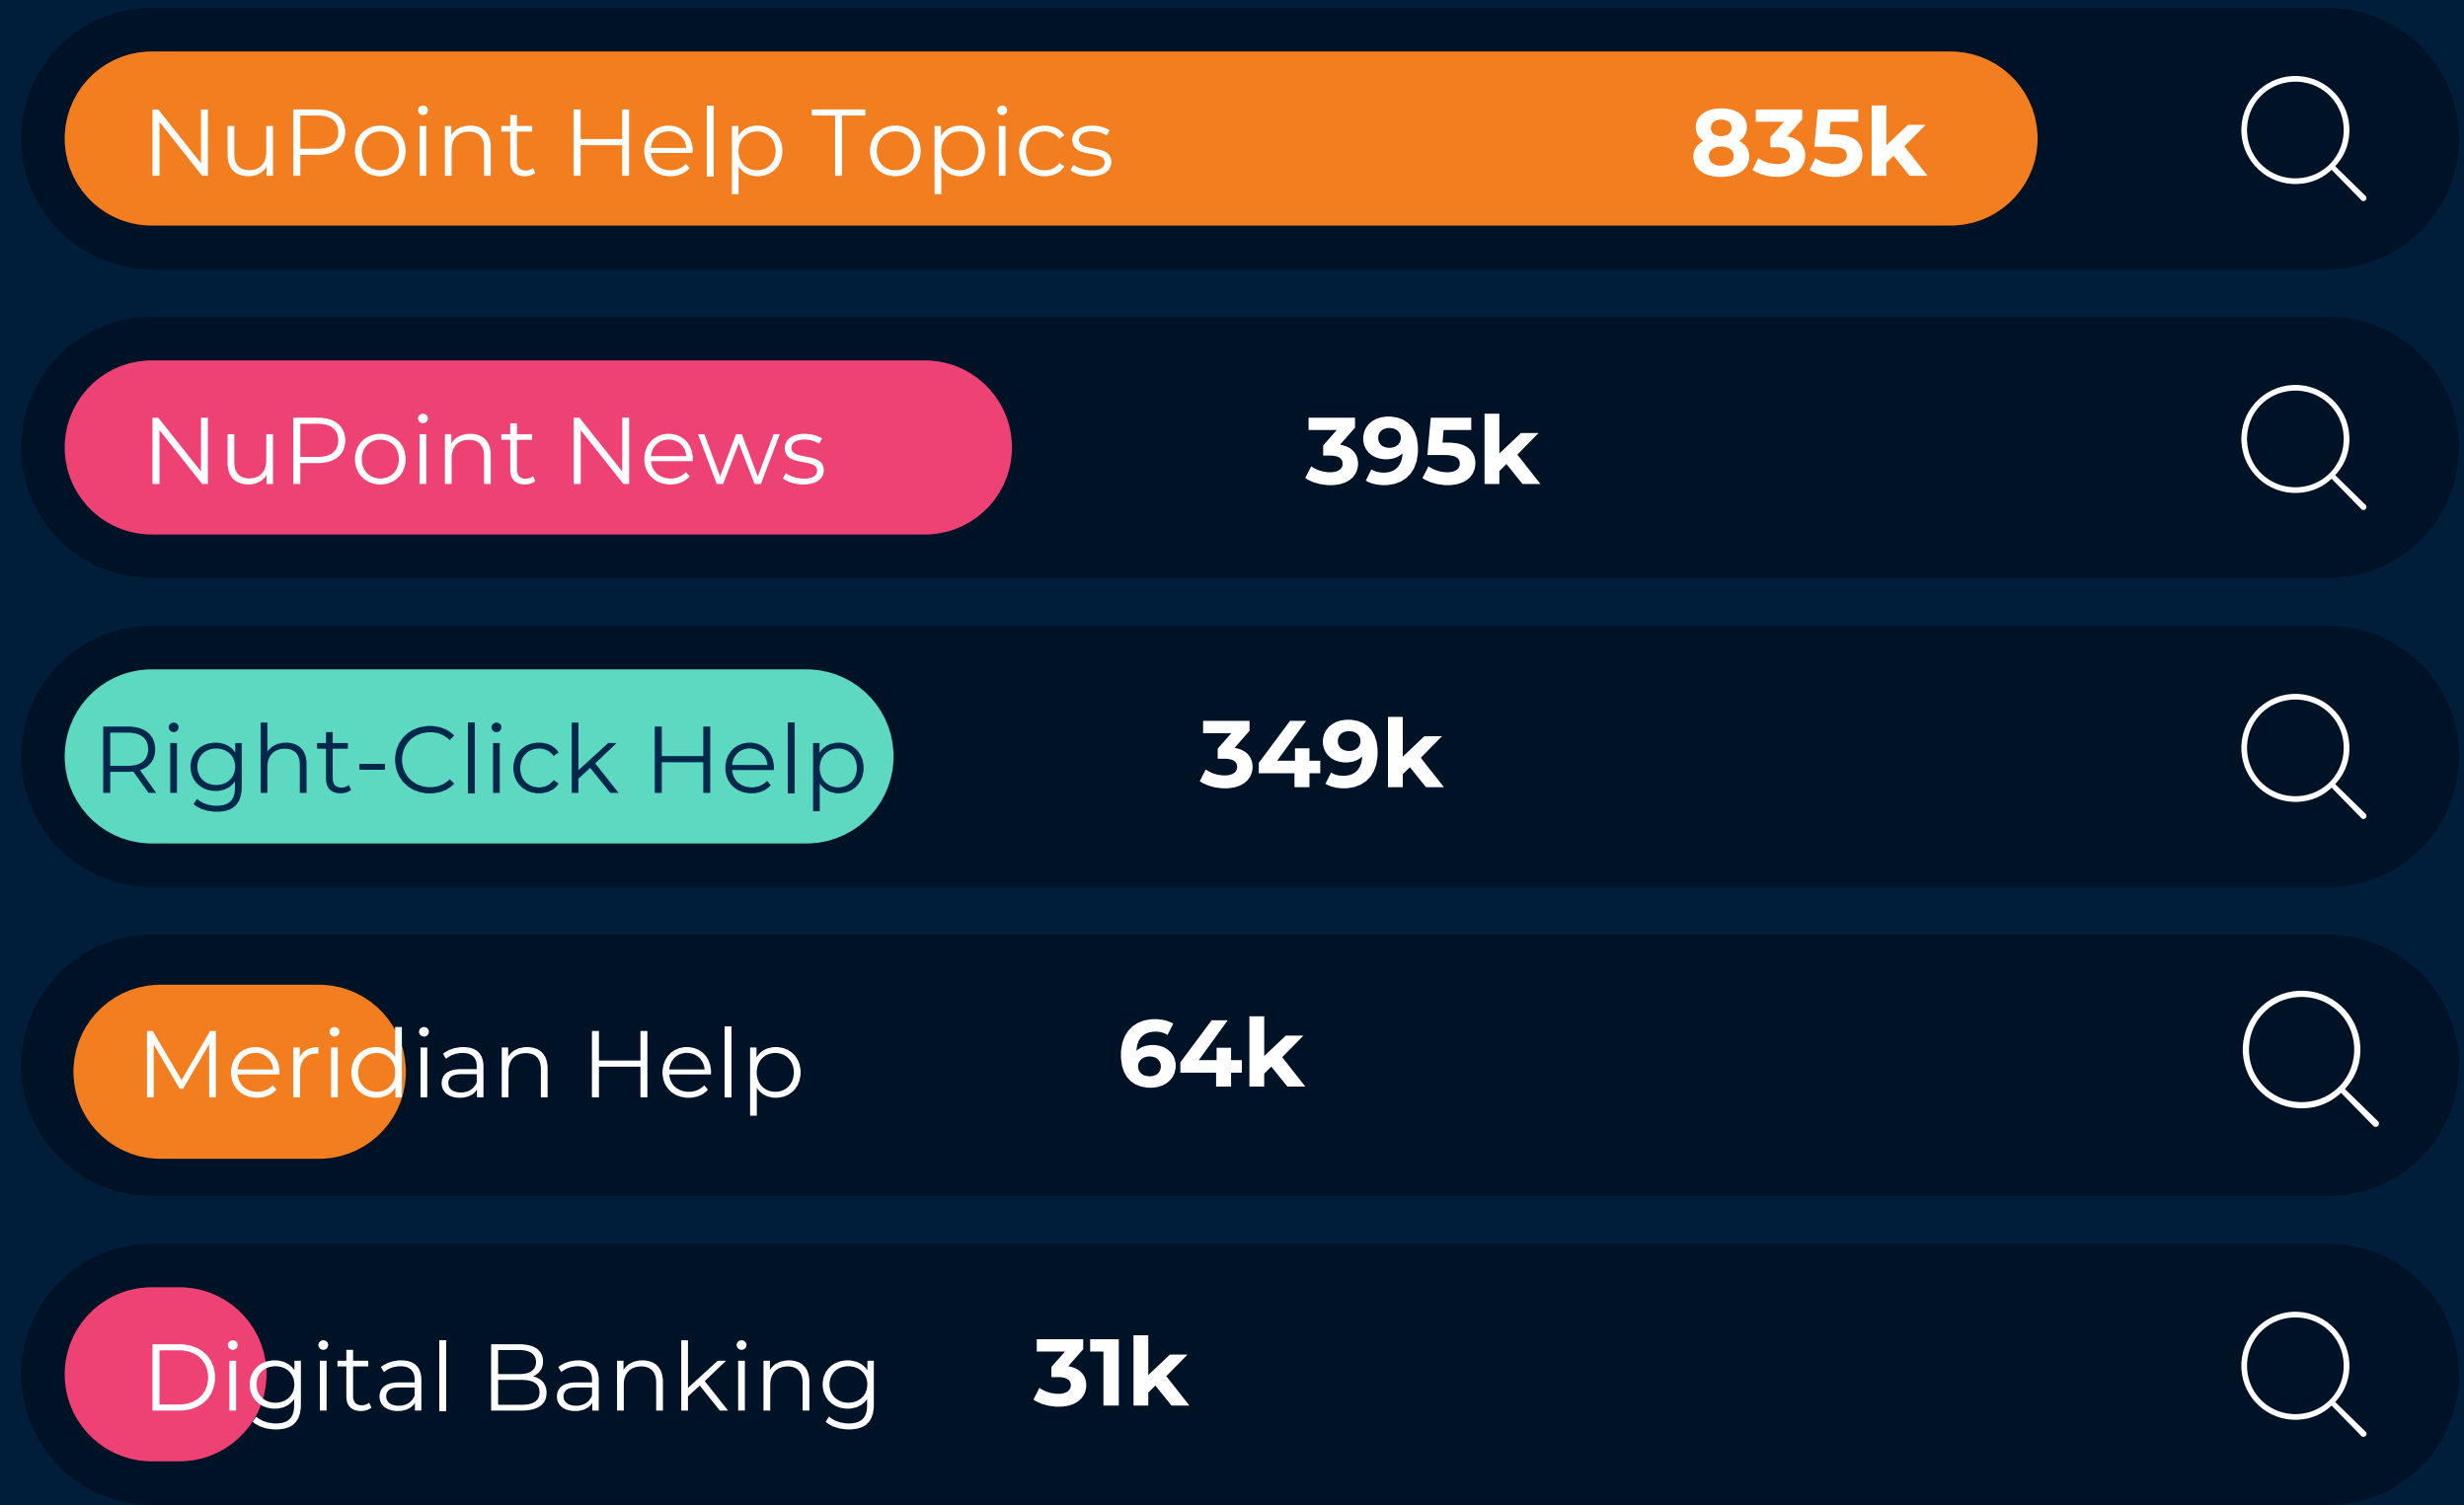 NuPoint Help Topics 835k
NuPoint News 395k
Right-Click Help 349k
Meridian Help 64k
Digital Banking 31k